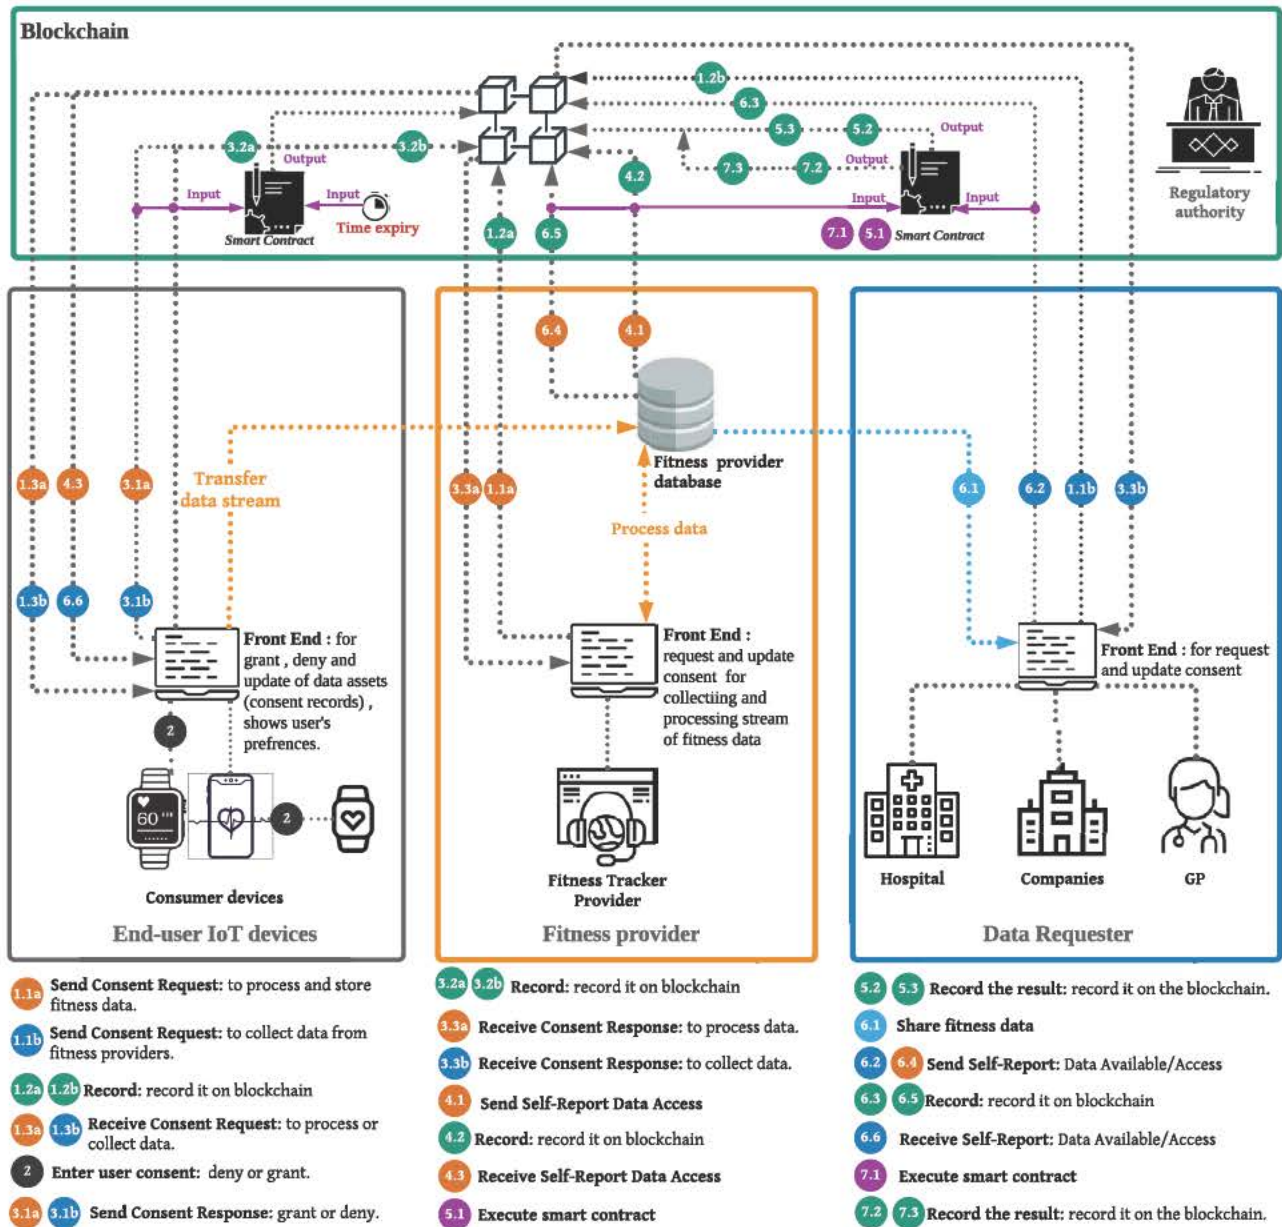 Blockchain
1.2b
6.3
5.3
5.2
Output
3.2a
3.2b
Output
Output
7.3
7.2
4.2
Input
Input
Input
Input
Time expiry
Smart Contract
1.2a
6.5
7.1
5.1
Smart Contract
Regulatory
authority
6.4
4.1
Fitness provider
database
1.3a
4.3
3.1a
Transfer
data stream
3.3a
1.1a
Process data
6.1
6.2
1.1b
3.3b
1.3b
6.6
3.1b
Front End : for
grant , deny and
update of data assets
(consent records) ,
shows user's
prefrences.
Front End :
request and update
consent for
collectiing and
processing stream
of fitness data
Front End : for request
and update consent
2
60
2
Consumer devices
Fitness Tracker
Provider
Hospital
Companies
GP
End-user IoT devices
Fitness provider
Data Requester
1.1a Send Consent Request: to process and store
fitness data.
1.1b Send Consent Request: to collect data from
fitness providers.
1.2a 1.2b Record: record it on blockchain
1.3a 1.3b Receive Consent Request: to process or
collect data.
2 Enter user consent: deny or grant.
3.1a 3.1b Send Consent Response: grant or deny.
3.2a 3.2b Record: record it on blockchain
3.3a Receive Consent Response: to process data.
3.3b Receive Consent Response: to collect data.
4.1 Send Self-Report Data Access
4.2 Record: record it on blockchain
4.3 Receive Self-Report Data Access
5.1 Execute smart contract
5.2 5.3 Record the result: record it on the blockchain.
6.1 Share fitness data
6.2 6.4 Send Self-Report: Data Available/Access
6.3 6.5 Record: record it on blockchain
6.6 Receive Self-Report: Data Available/Access
7.1 Execute smart contract
7.2 7.3 Record the result: record it on the blockchain.